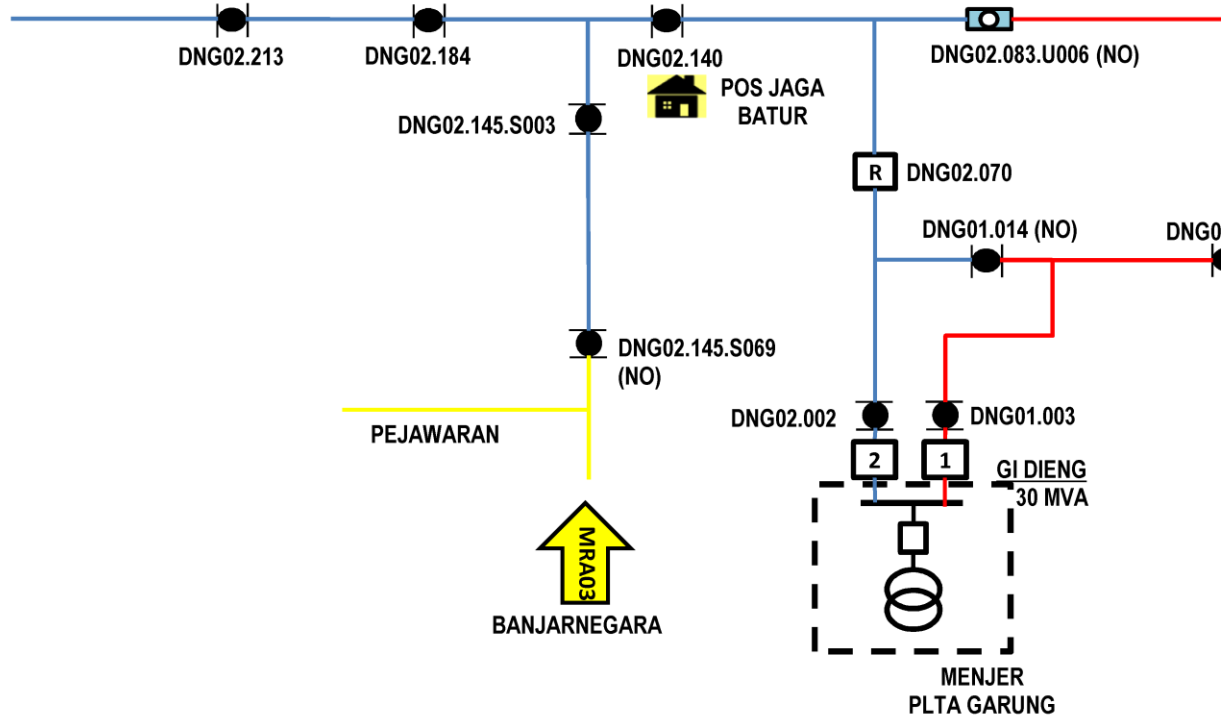 DNG02.213
DNG02.184
DNG02.140
DNG02.083.U006 (NO)
POS JAGA
BATUR
DNG02.145.S003
R
DNG02.070
DNG01.014 (NO)
DNG0
DNG02.145.S069
(NO)
DNG02.002
DNG01.003
PEJAWARAN
2
1
GI DIENG
30 MVA
MRA03
BANJARNEGARA
MENJER
PLTA GARUNG